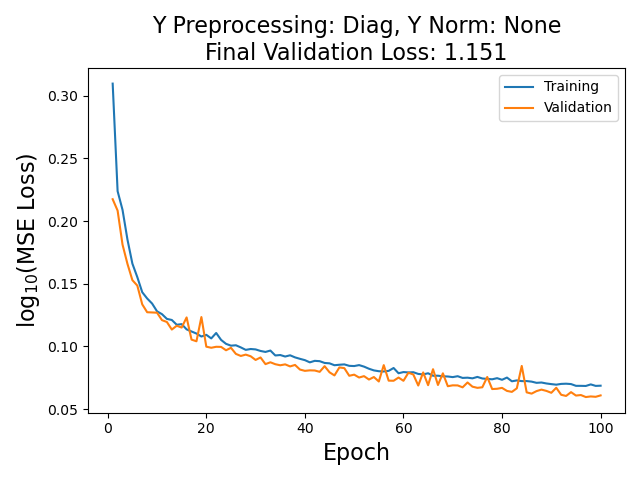 Y Preprocessing: Diag, Y Norm: None
Final Validation Loss: 1.151
Training
Validation
0.30
0.25
0.20
0.15
0.10
0.05
log₁₀(MSE Loss)
0
20
40
60
80
100
Epoch